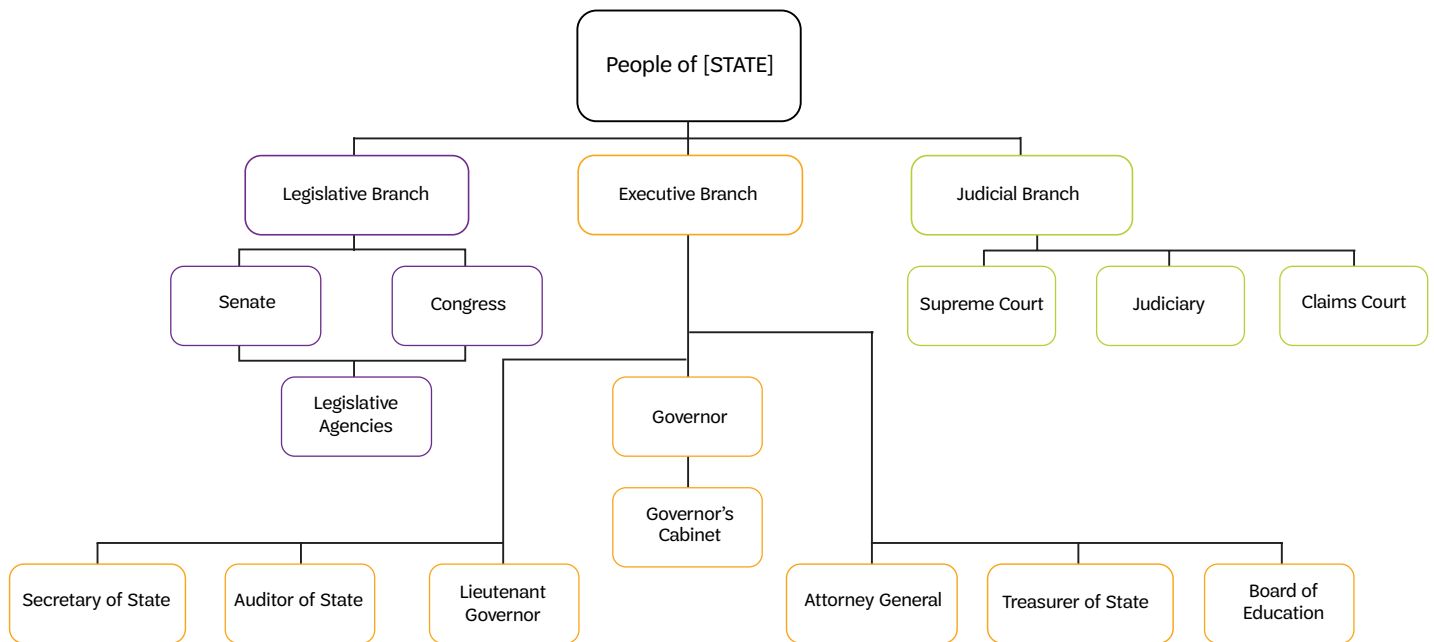 People of [STATE]
Legislative Branch
Executive Branch
Judicial Branch
Senate
Congress
Supreme Court
Judiciary
Claims Court
Legislative
Agencies
Governor
Governor’s
Cabinet
Secretary of State
Auditor of State
Lieutenant
Governor
Attorney General
Treasurer of State
Board of
Education